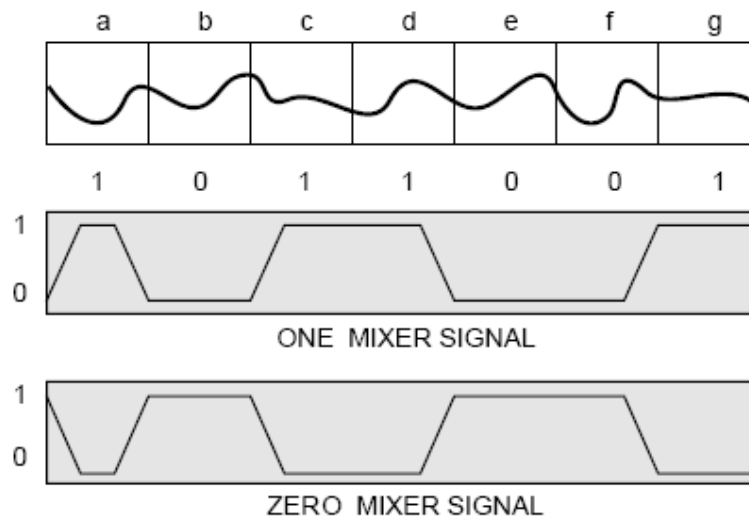 a b c d e f g
1 0 1 1 0 0 1
1
0
ONE MIXER SIGNAL
1
0
ZERO MIXER SIGNAL